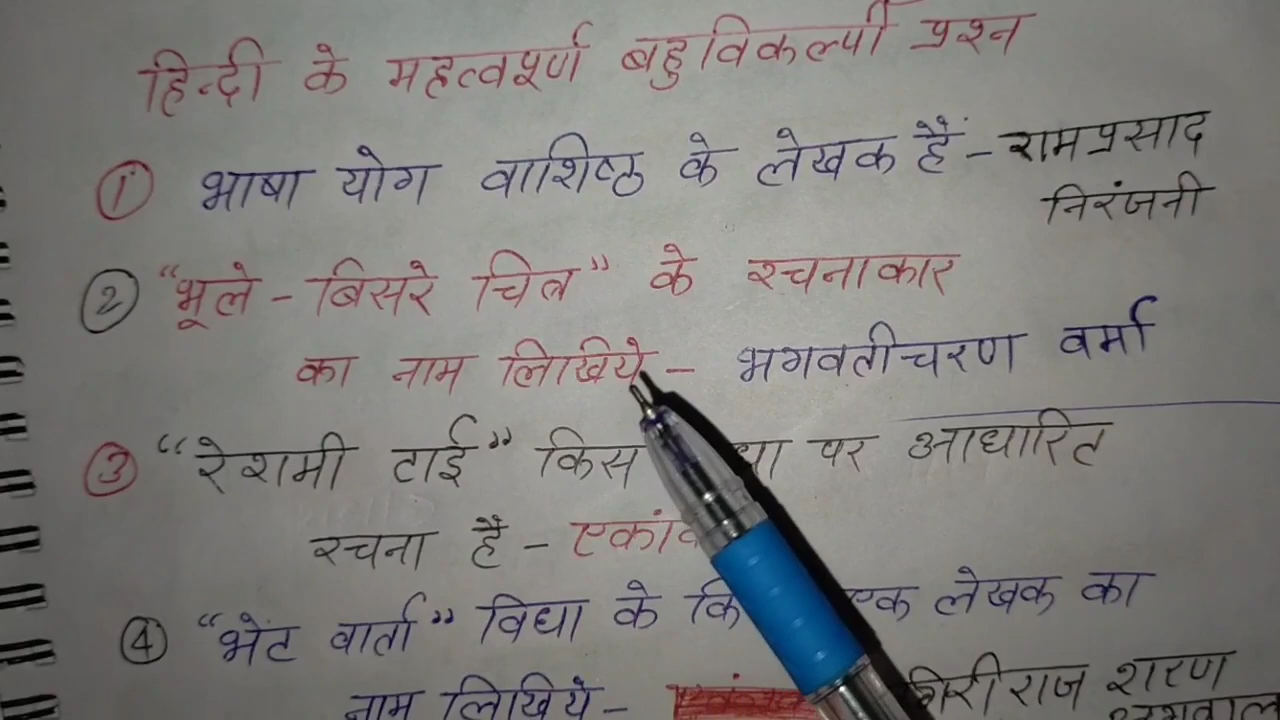 हिन्दी के महत्वपूर्ण बहुविकल्पी प्रश्न
① भाषा योग वाशिष्ठ के लेखक हैं - रामप्रसाद
निरंजनी
② "भूले - बिसरे चित्र" के रचनाकार
का नाम लिखिये - भगवतीचरण वर्मा
③ "रेशमी टाई" किस पर आधारित
रचना है -
④ "भेंट वार्ता" विधा के लेखक का
नाम लिखिये - गिरीराज शरण